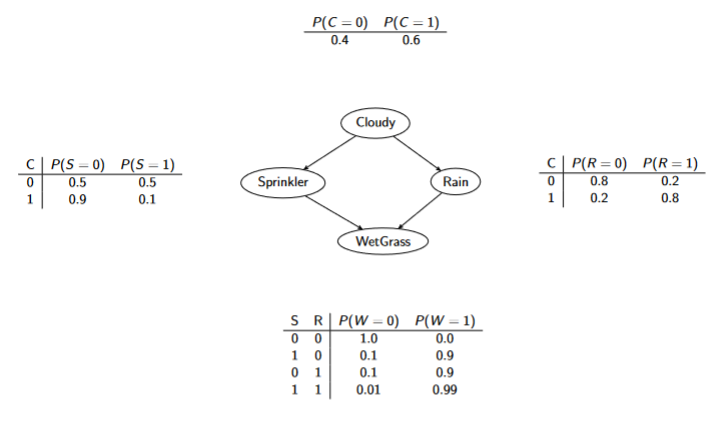 P(C = 0) P(C = 1)
0.4 0.6
Cloudy
C P(S = 0) P(S = 1)
0 0.5 0.5
1 0.9 0.1
Sprinkler
Rain
C P(R = 0) P(R = 1)
0 0.8 0.2
1 0.2 0.8
WetGrass
S R P(W = 0) P(W = 1)
0 0 1.0 0.0
1 0 0.1 0.9
0 1 0.1 0.9
1 1 0.01 0.99